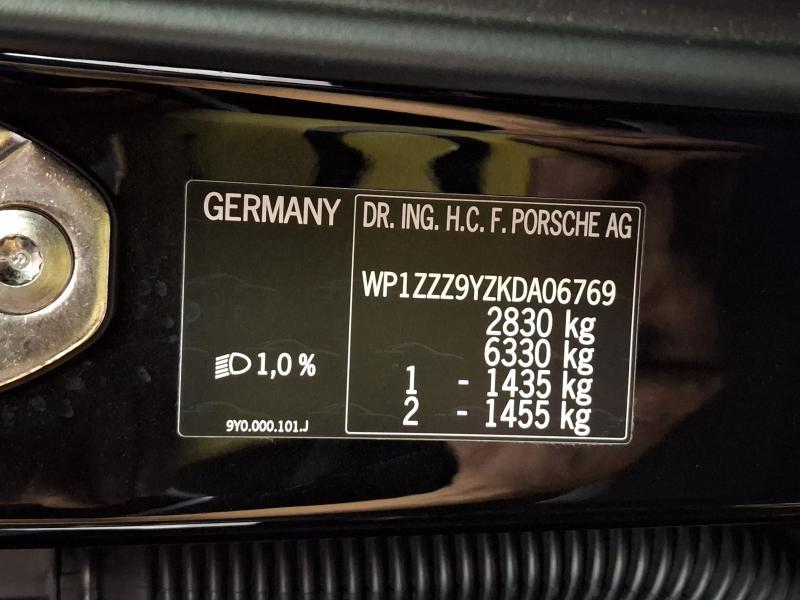 GERMANY
1,0 %
9Y0.000.101.J
DR. ING. H.C. F. PORSCHE AG
WP1ZZZ9YZKDA06769
2830 kg
6330 kg
1 - 1435 kg
2 - 1455 kg